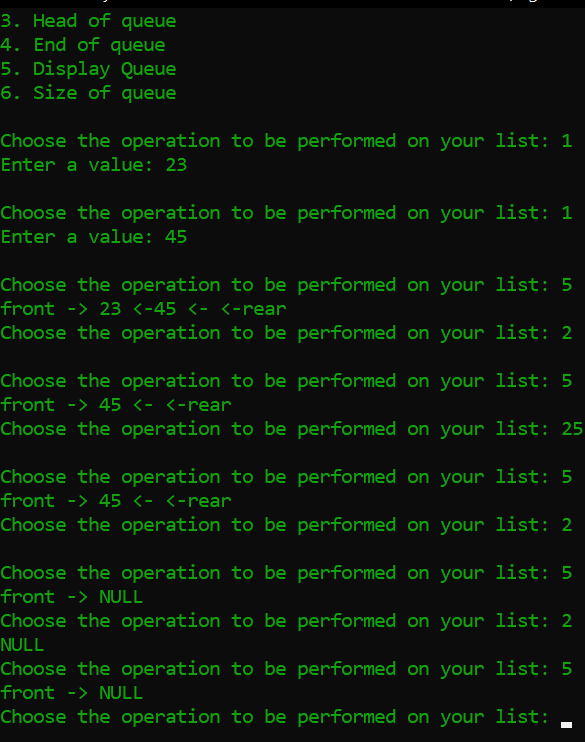 3. Head of queue
4. End of queue
5. Display Queue
6. Size of queue
Choose the operation to be performed on your list: 1
Enter a value: 23
Choose the operation to be performed on your list: 1
Enter a value: 45
Choose the operation to be performed on your list: 5
front -> 23 <-45 <- <-rear
Choose the operation to be performed on your list: 2
Choose the operation to be performed on your list: 5
front -> 45 <- <-rear
Choose the operation to be performed on your list: 25
Choose the operation to be performed on your list: 5
front -> 45 <- <-rear
Choose the operation to be performed on your list: 2
Choose the operation to be performed on your list: 5
front -> NULL
Choose the operation to be performed on your list: 2
NULL
Choose the operation to be performed on your list: 5
front -> NULL
Choose the operation to be performed on your list: